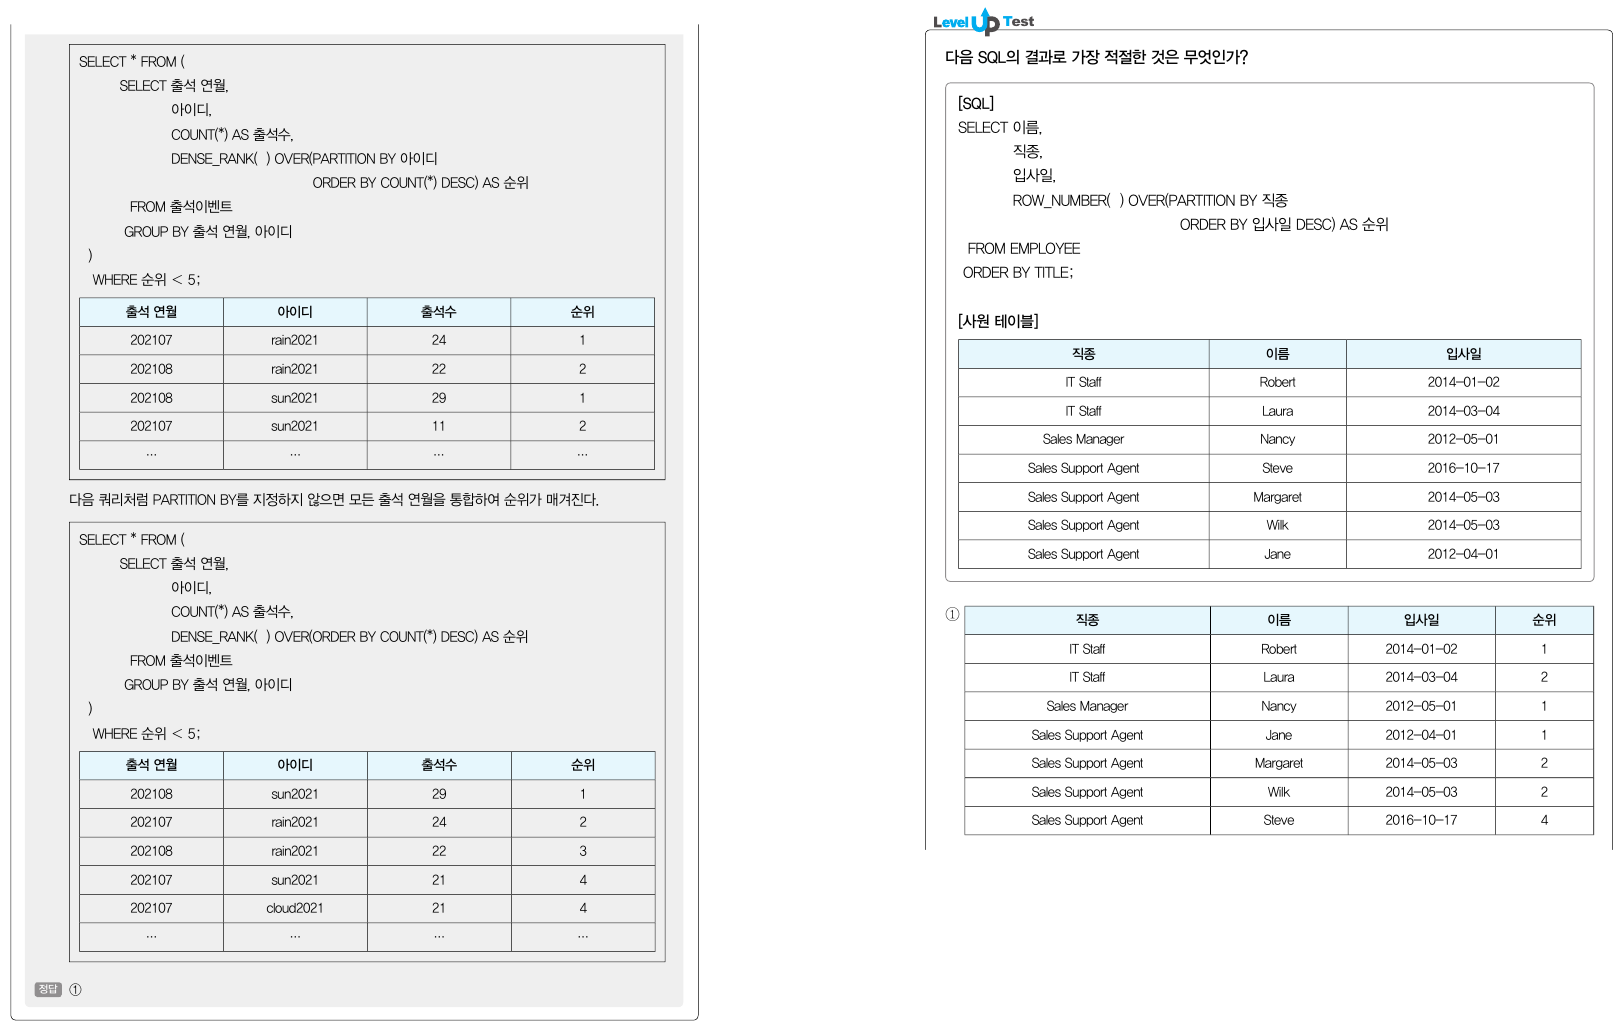 SELECT * FROM (
SELECT 출석 연월,
아이디,
COUNT(*) AS 출석수,
DENSE_RANK( ) OVER(PARTITION BY 아이디
ORDER BY COUNT(*) DESC) AS 순위
FROM 출석이벤트
GROUP BY 출석 연월, 아이디
)
WHERE 순위 < 5;
출석 연월 아이디 출석수 순위
202107 rain2021 24 1
202108 rain2021 22 2
202108 sun2021 29 1
202107 sun2021 11 2
… … … …
다음 쿼리처럼 PARTITION BY를 지정하지 않으면 모든 출석 연월을 통합하여 순위가 매겨진다.
SELECT * FROM (
SELECT 출석 연월,
아이디,
COUNT(*) AS 출석수,
DENSE_RANK( ) OVER(ORDER BY COUNT(*) DESC) AS 순위
FROM 출석이벤트
GROUP BY 출석 연월, 아이디
)
WHERE 순위 < 5;
출석 연월 아이디 출석수 순위
202108 sun2021 29 1
202107 rain2021 24 2
202108 rain2021 22 3
202107 sun2021 21 4
202107 cloud2021 21 4
… … … …
정답 ①
Level Up Test
다음 SQL의 결과로 가장 적절한 것은 무엇인가?
[SQL]
SELECT 이름,
직종,
입사일,
ROW_NUMBER( ) OVER(PARTITION BY 직종
ORDER BY 입사일 DESC) AS 순위
FROM EMPLOYEE
ORDER BY TITLE;
[사원 테이블]
직종 이름 입사일
IT Staff Robert 2014-01-02
IT Staff Laura 2014-03-04
Sales Manager Nancy 2012-05-01
Sales Support Agent Steve 2016-10-17
Sales Support Agent Margaret 2014-05-03
Sales Support Agent Wilk 2014-05-03
Sales Support Agent Jane 2012-04-01
① 직종 이름 입사일 순위
IT Staff Robert 2014-01-02 1
IT Staff Laura 2014-03-04 2
Sales Manager Nancy 2012-05-01 1
Sales Support Agent Jane 2012-04-01 1
Sales Support Agent Margaret 2014-05-03 2
Sales Support Agent Wilk 2014-05-03 2
Sales Support Agent Steve 2016-10-17 4